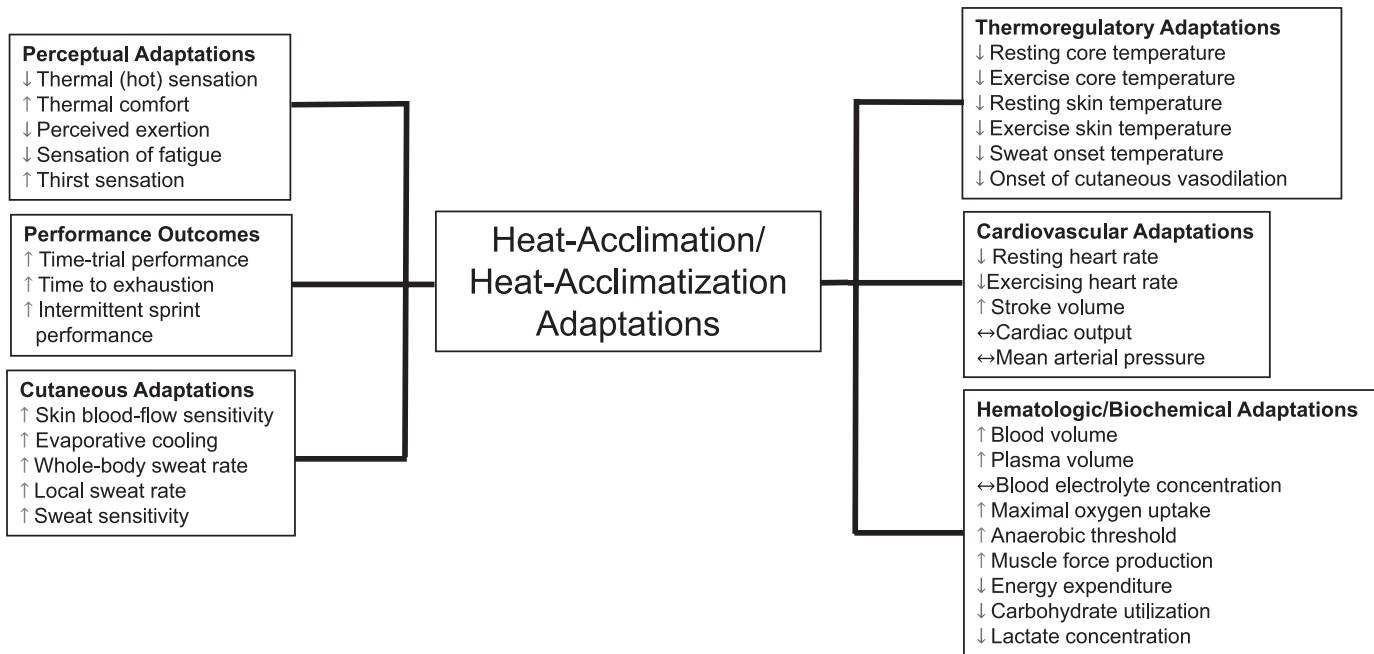 Perceptual Adaptations
↓ Thermal (hot) sensation
↑ Thermal comfort
↓ Perceived exertion
↓ Sensation of fatigue
↑ Thirst sensation
Performance Outcomes
↑ Time-trial performance
↑ Time to exhaustion
↑ Intermittent sprint
performance
Cutaneous Adaptations
↑ Skin blood-flow sensitivity
↑ Evaporative cooling
↑ Whole-body sweat rate
↑ Local sweat rate
↑ Sweat sensitivity
Heat-Acclimation/
Heat-Acclimatization
Adaptations
Thermoregulatory Adaptations
↓ Resting core temperature
↓ Exercise core temperature
↓ Resting skin temperature
↓ Exercise skin temperature
↓ Sweat onset temperature
↓ Onset of cutaneous vasodilation
Cardiovascular Adaptations
↓ Resting heart rate
↓Exercising heart rate
↑ Stroke volume
↔Cardiac output
↔Mean arterial pressure
Hematologic/Biochemical Adaptations
↑ Blood volume
↑ Plasma volume
↔Blood electrolyte concentration
↑ Maximal oxygen uptake
↑ Anaerobic threshold
↑ Muscle force production
↓ Energy expenditure
↓ Carbohydrate utilization
↓ Lactate concentration